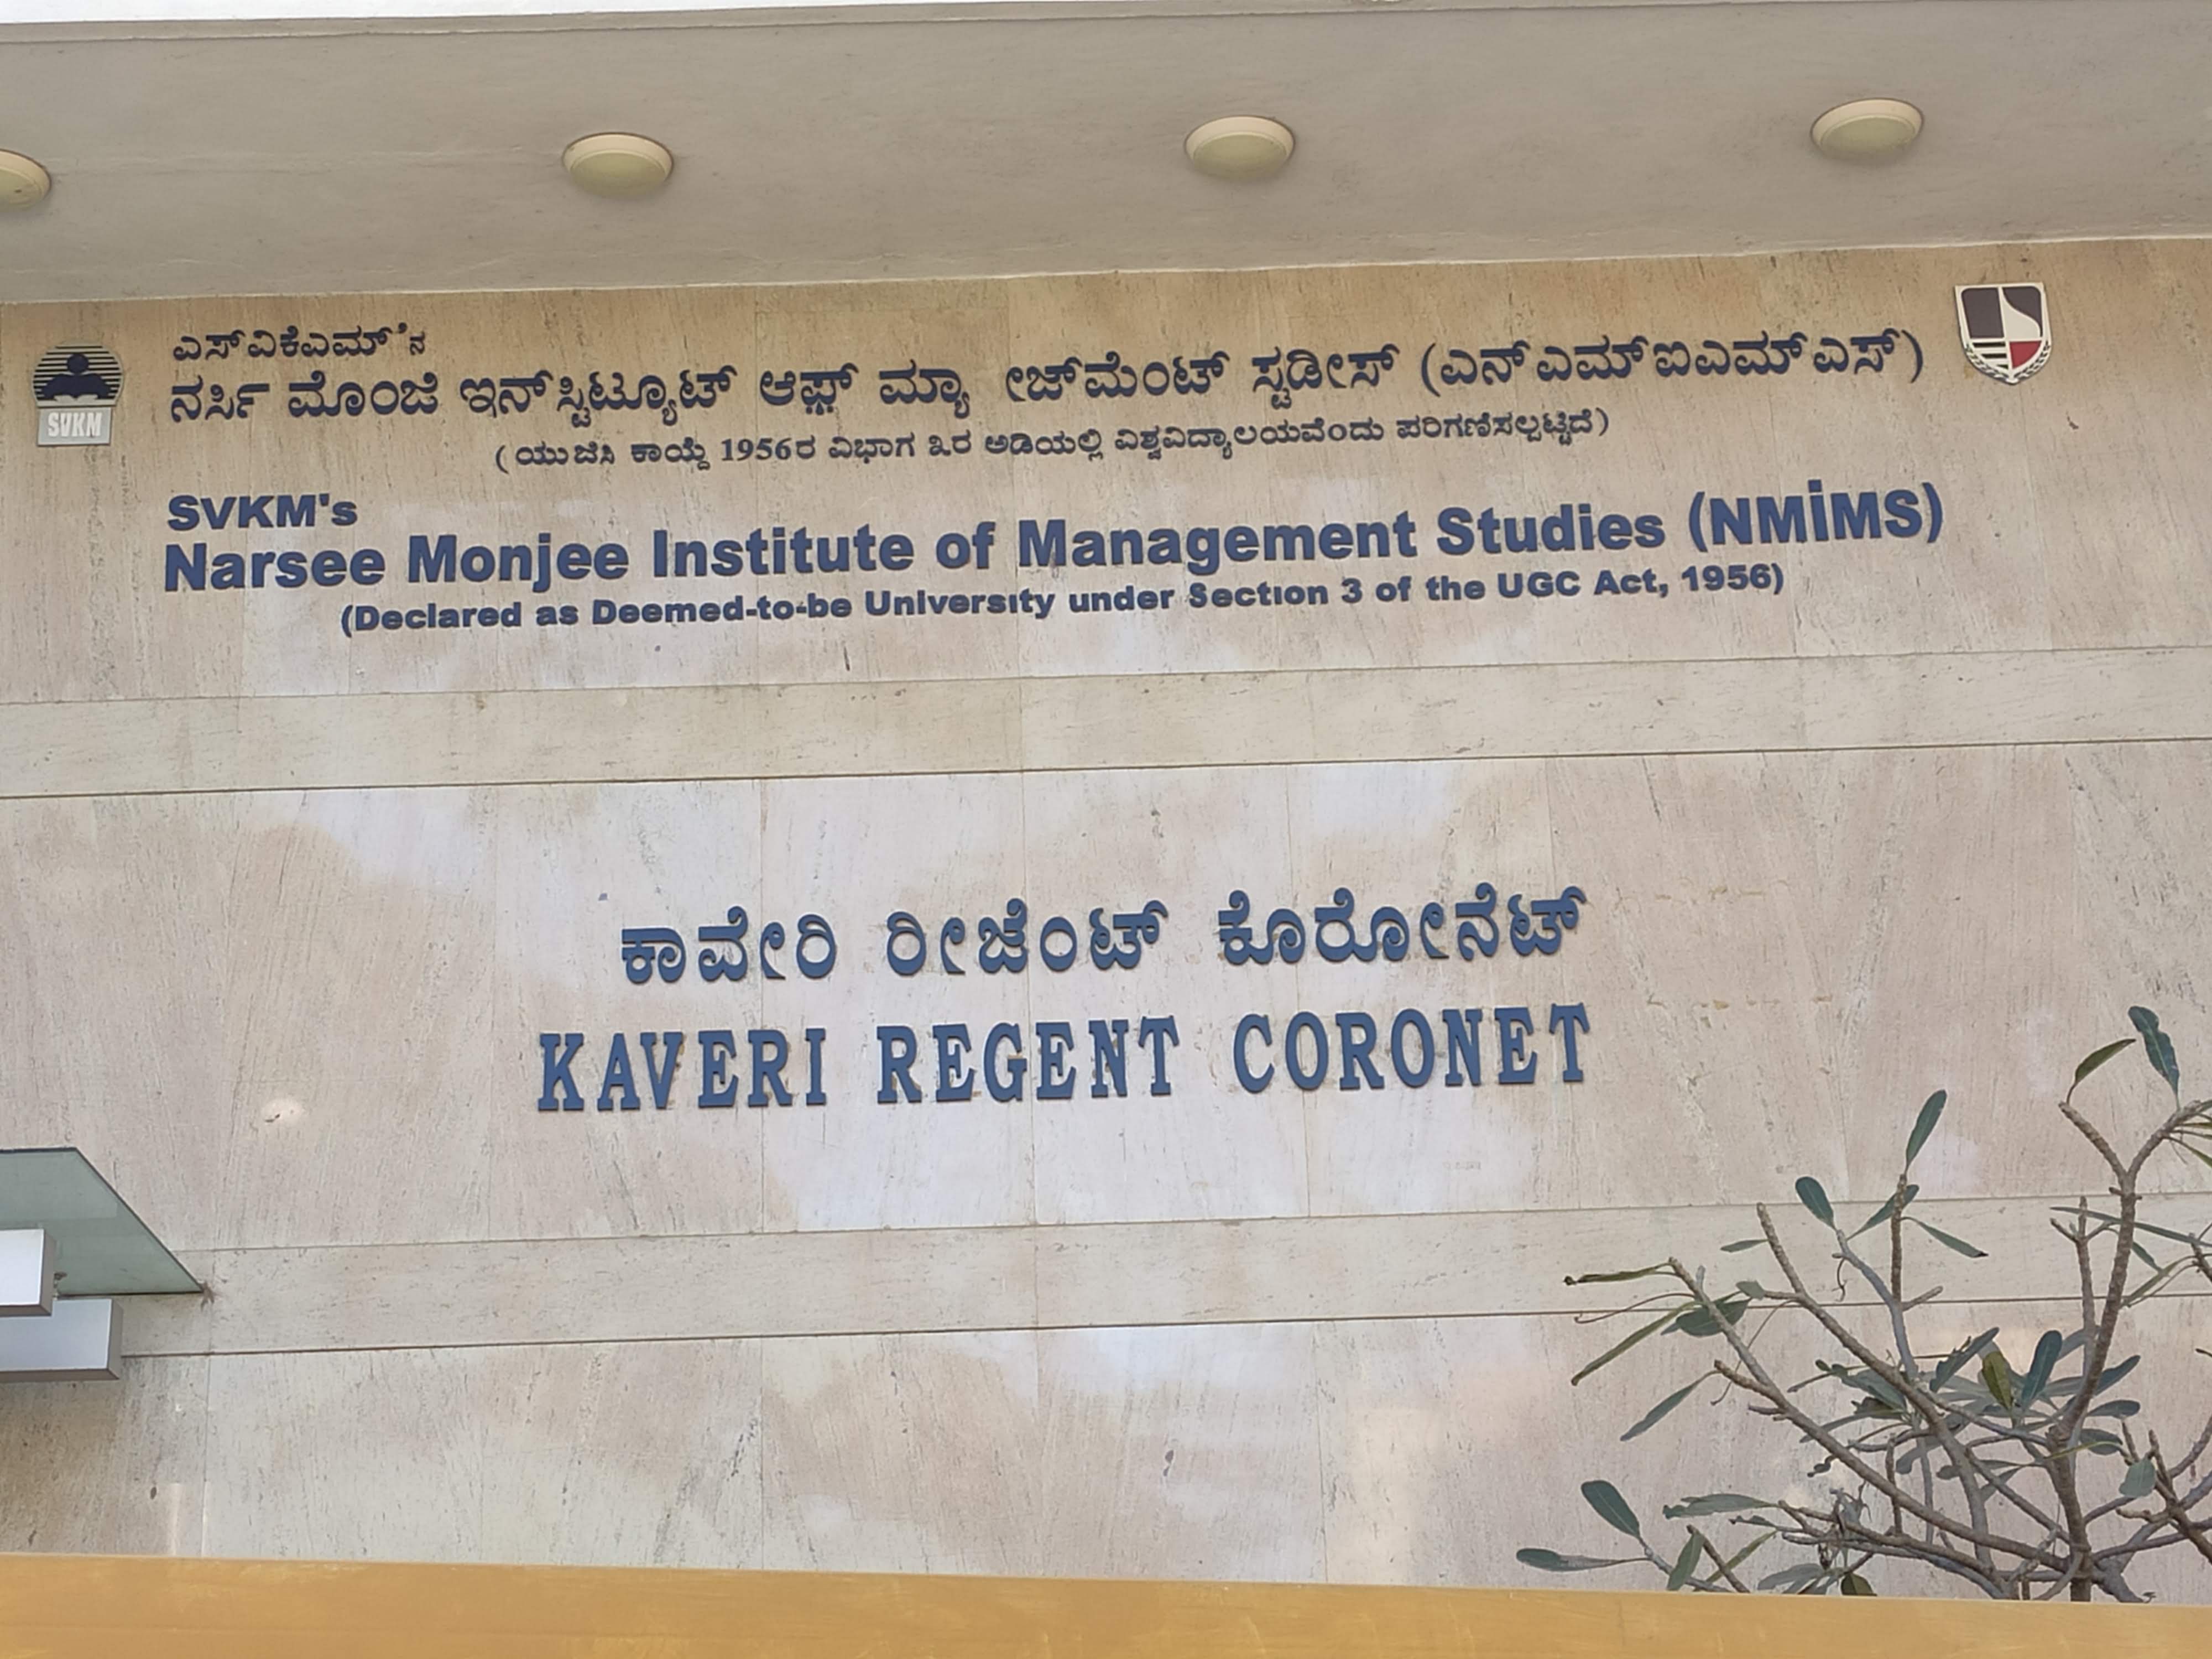 ಎಸ್‌ವಿಕೆಎಮ್'ನ
ನರ್ಸಿ ಮೊಂಜಿ ಇನ್‌ಸ್ಟಿಟ್ಯೂಟ್ ಆಫ್ಹ್ ಮ್ಯಾ ೇಜ್‌ಮೆಂಟ್ ಸ್ಟಡೀಸ್ (ಎನ್‌ಎಮ್‌ಐಎಮ್‌ಎಸ್)
(ಯುಜಿಸಿ ಕಾಯ್ದೆ 1956ರ ವಿಭಾಗ ೩ರ ಅಡಿಯಲ್ಲಿ ವಿಶ್ವವಿದ್ಯಾಲಯವೆಂದು ಪರಿಗಣಿಸಲ್ಪಟ್ಟಿದೆ)
SVKM
SVKM's
Narsee Monjee Institute of Management Studies (NMiMS)
(Declared as Deemed-to-be University under Section 3 of the UGC Act, 1956)
ಕಾವೇರಿ ರೀಜೆಂಟ್ ಕೊರೋನೆಟ್
KAVERI REGENT CORONET